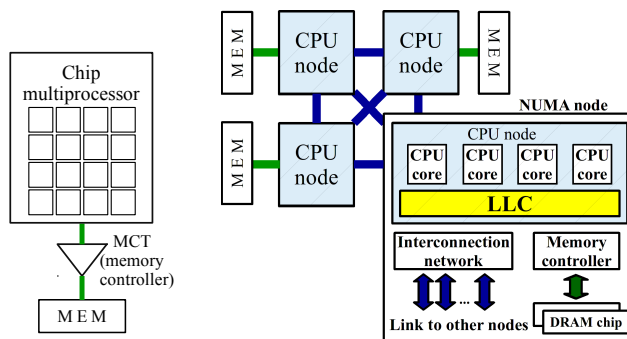 Chip
multiprocessor
MCT
(memory
controller)
M E M
M E M
CPU
node
CPU
node
M E M
M E M
CPU
node
NUMA node
CPU node
CPU
core
CPU
core
CPU
core
CPU
core
LLC
Interconnection
network
Memory
controller
...
Link to other nodes
DRAM chip